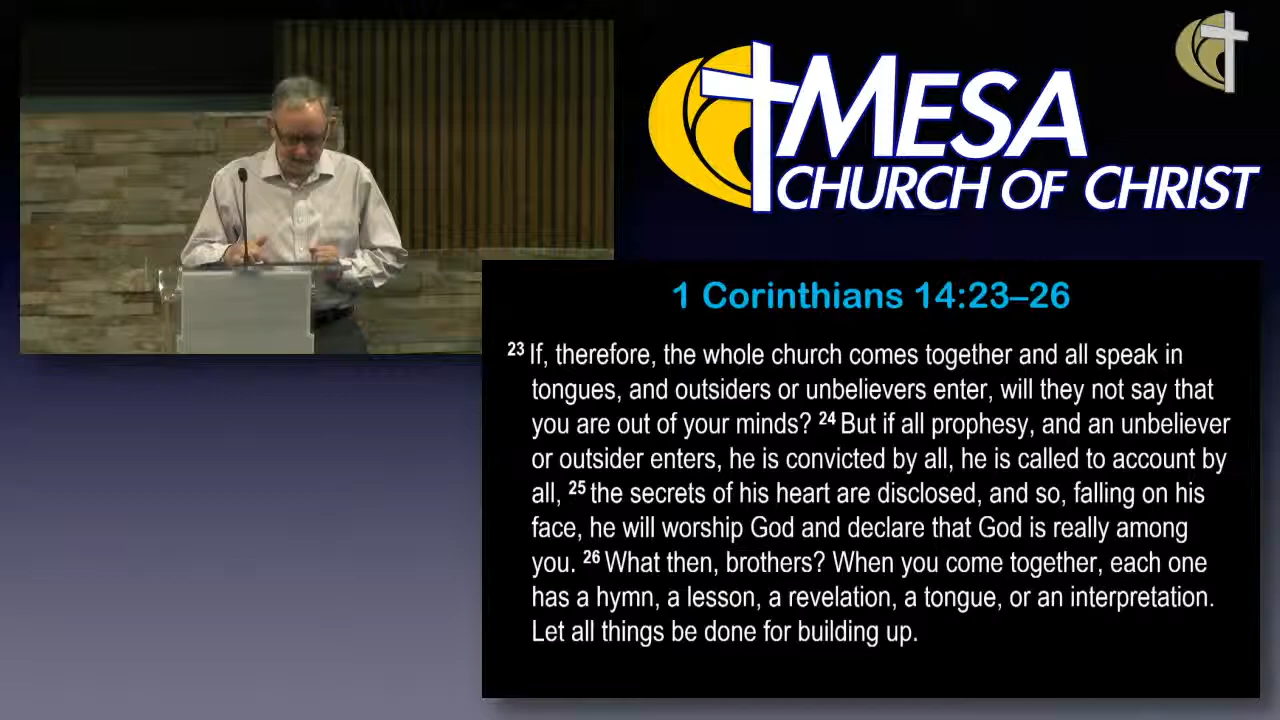 MESA
CHURCH OF CHRIST
1 Corinthians 14:23–26
23 If, therefore, the whole church comes together and all speak in
tongues, and outsiders or unbelievers enter, will they not say that
you are out of your minds? 24 But if all prophesy, and an unbeliever
or outsider enters, he is convicted by all, he is called to account by
all, 25 the secrets of his heart are disclosed, and so, falling on his
face, he will worship God and declare that God is really among
you. 26 What then, brothers? When you come together, each one
has a hymn, a lesson, a revelation, a tongue, or an interpretation.
Let all things be done for building up.